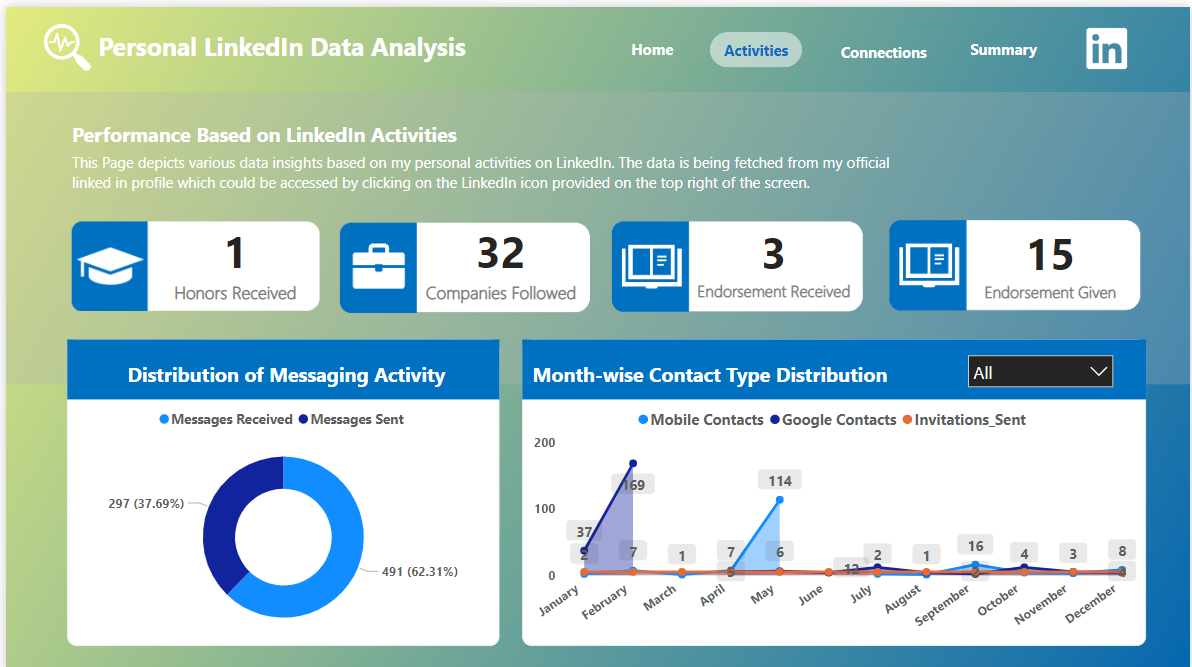 Personal LinkedIn Data Analysis
Home
Activities
Connections
Summary
in
Performance Based on LinkedIn Activities
This Page depicts various data insights based on my personal activities on LinkedIn. The data is being fetched from my official
linked in profile which could be accessed by clicking on the LinkedIn icon provided on the top right of the screen.
1
Honors Received
32
Companies Followed
3
Endorsement Received
15
Endorsement Given
Distribution of Messaging Activity
Messages Received Messages Sent
297 (37.69%)
491 (62.31%)
Month-wise Contact Type Distribution
All
Mobile Contacts Google Contacts Invitations_Sent
200
100
0
169
114
37
7
1
7
6
12
2
1
16
4
3
8
January
February
March
April
May
June
July
August
September
October
November
December